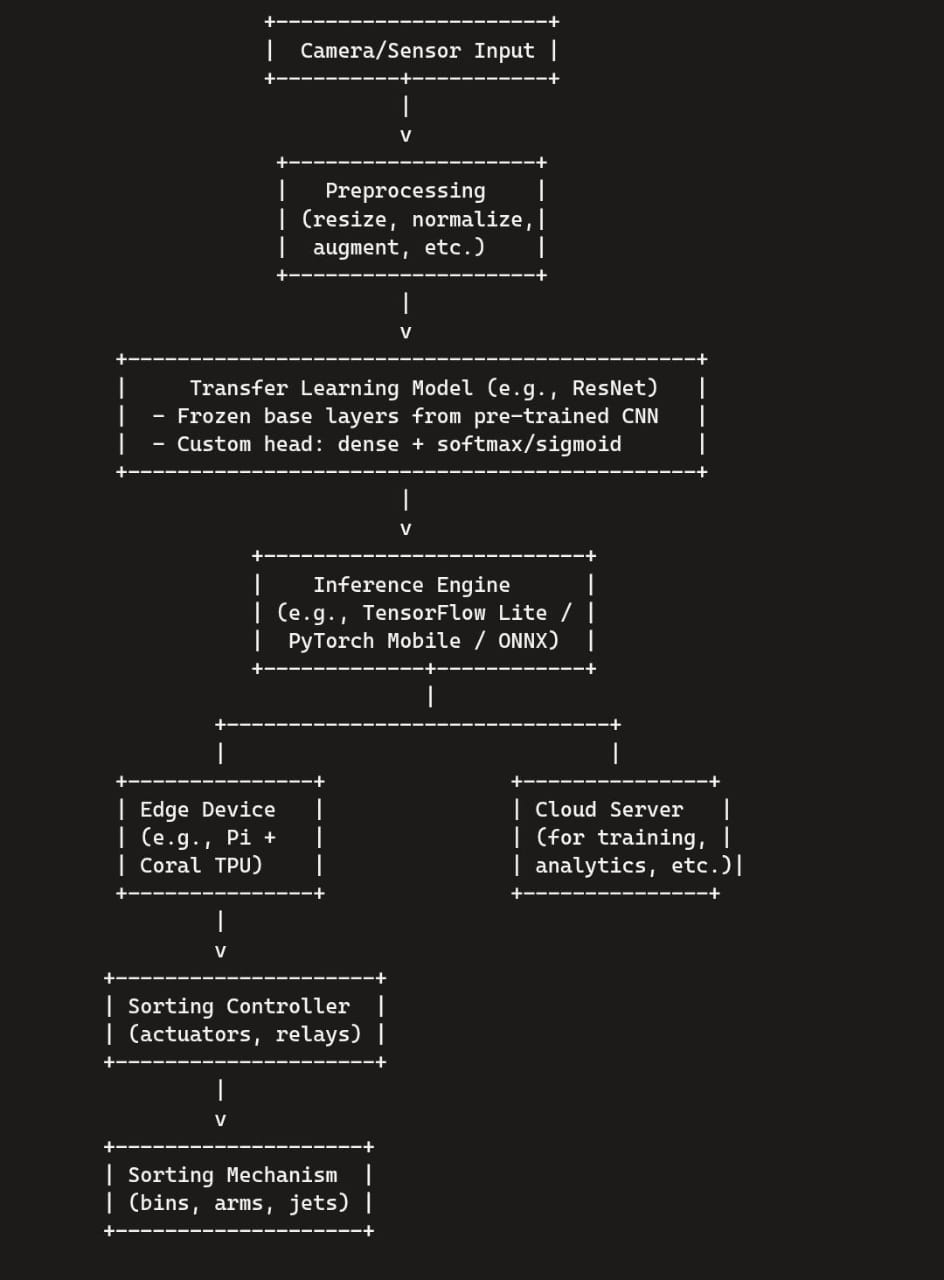 Camera/Sensor Input
Preprocessing
(resize, normalize,
augment, etc.)
Transfer Learning Model (e.g., ResNet)
- Frozen base layers from pre-trained CNN
- Custom head: dense + softmax/sigmoid
Inference Engine
(e.g., TensorFlow Lite /
PyTorch Mobile / ONNX)
Edge Device
(e.g., Pi +
Coral TPU)
Cloud Server
(for training,
analytics, etc.)
Sorting Controller
(actuators, relays)
Sorting Mechanism
(bins, arms, jets)